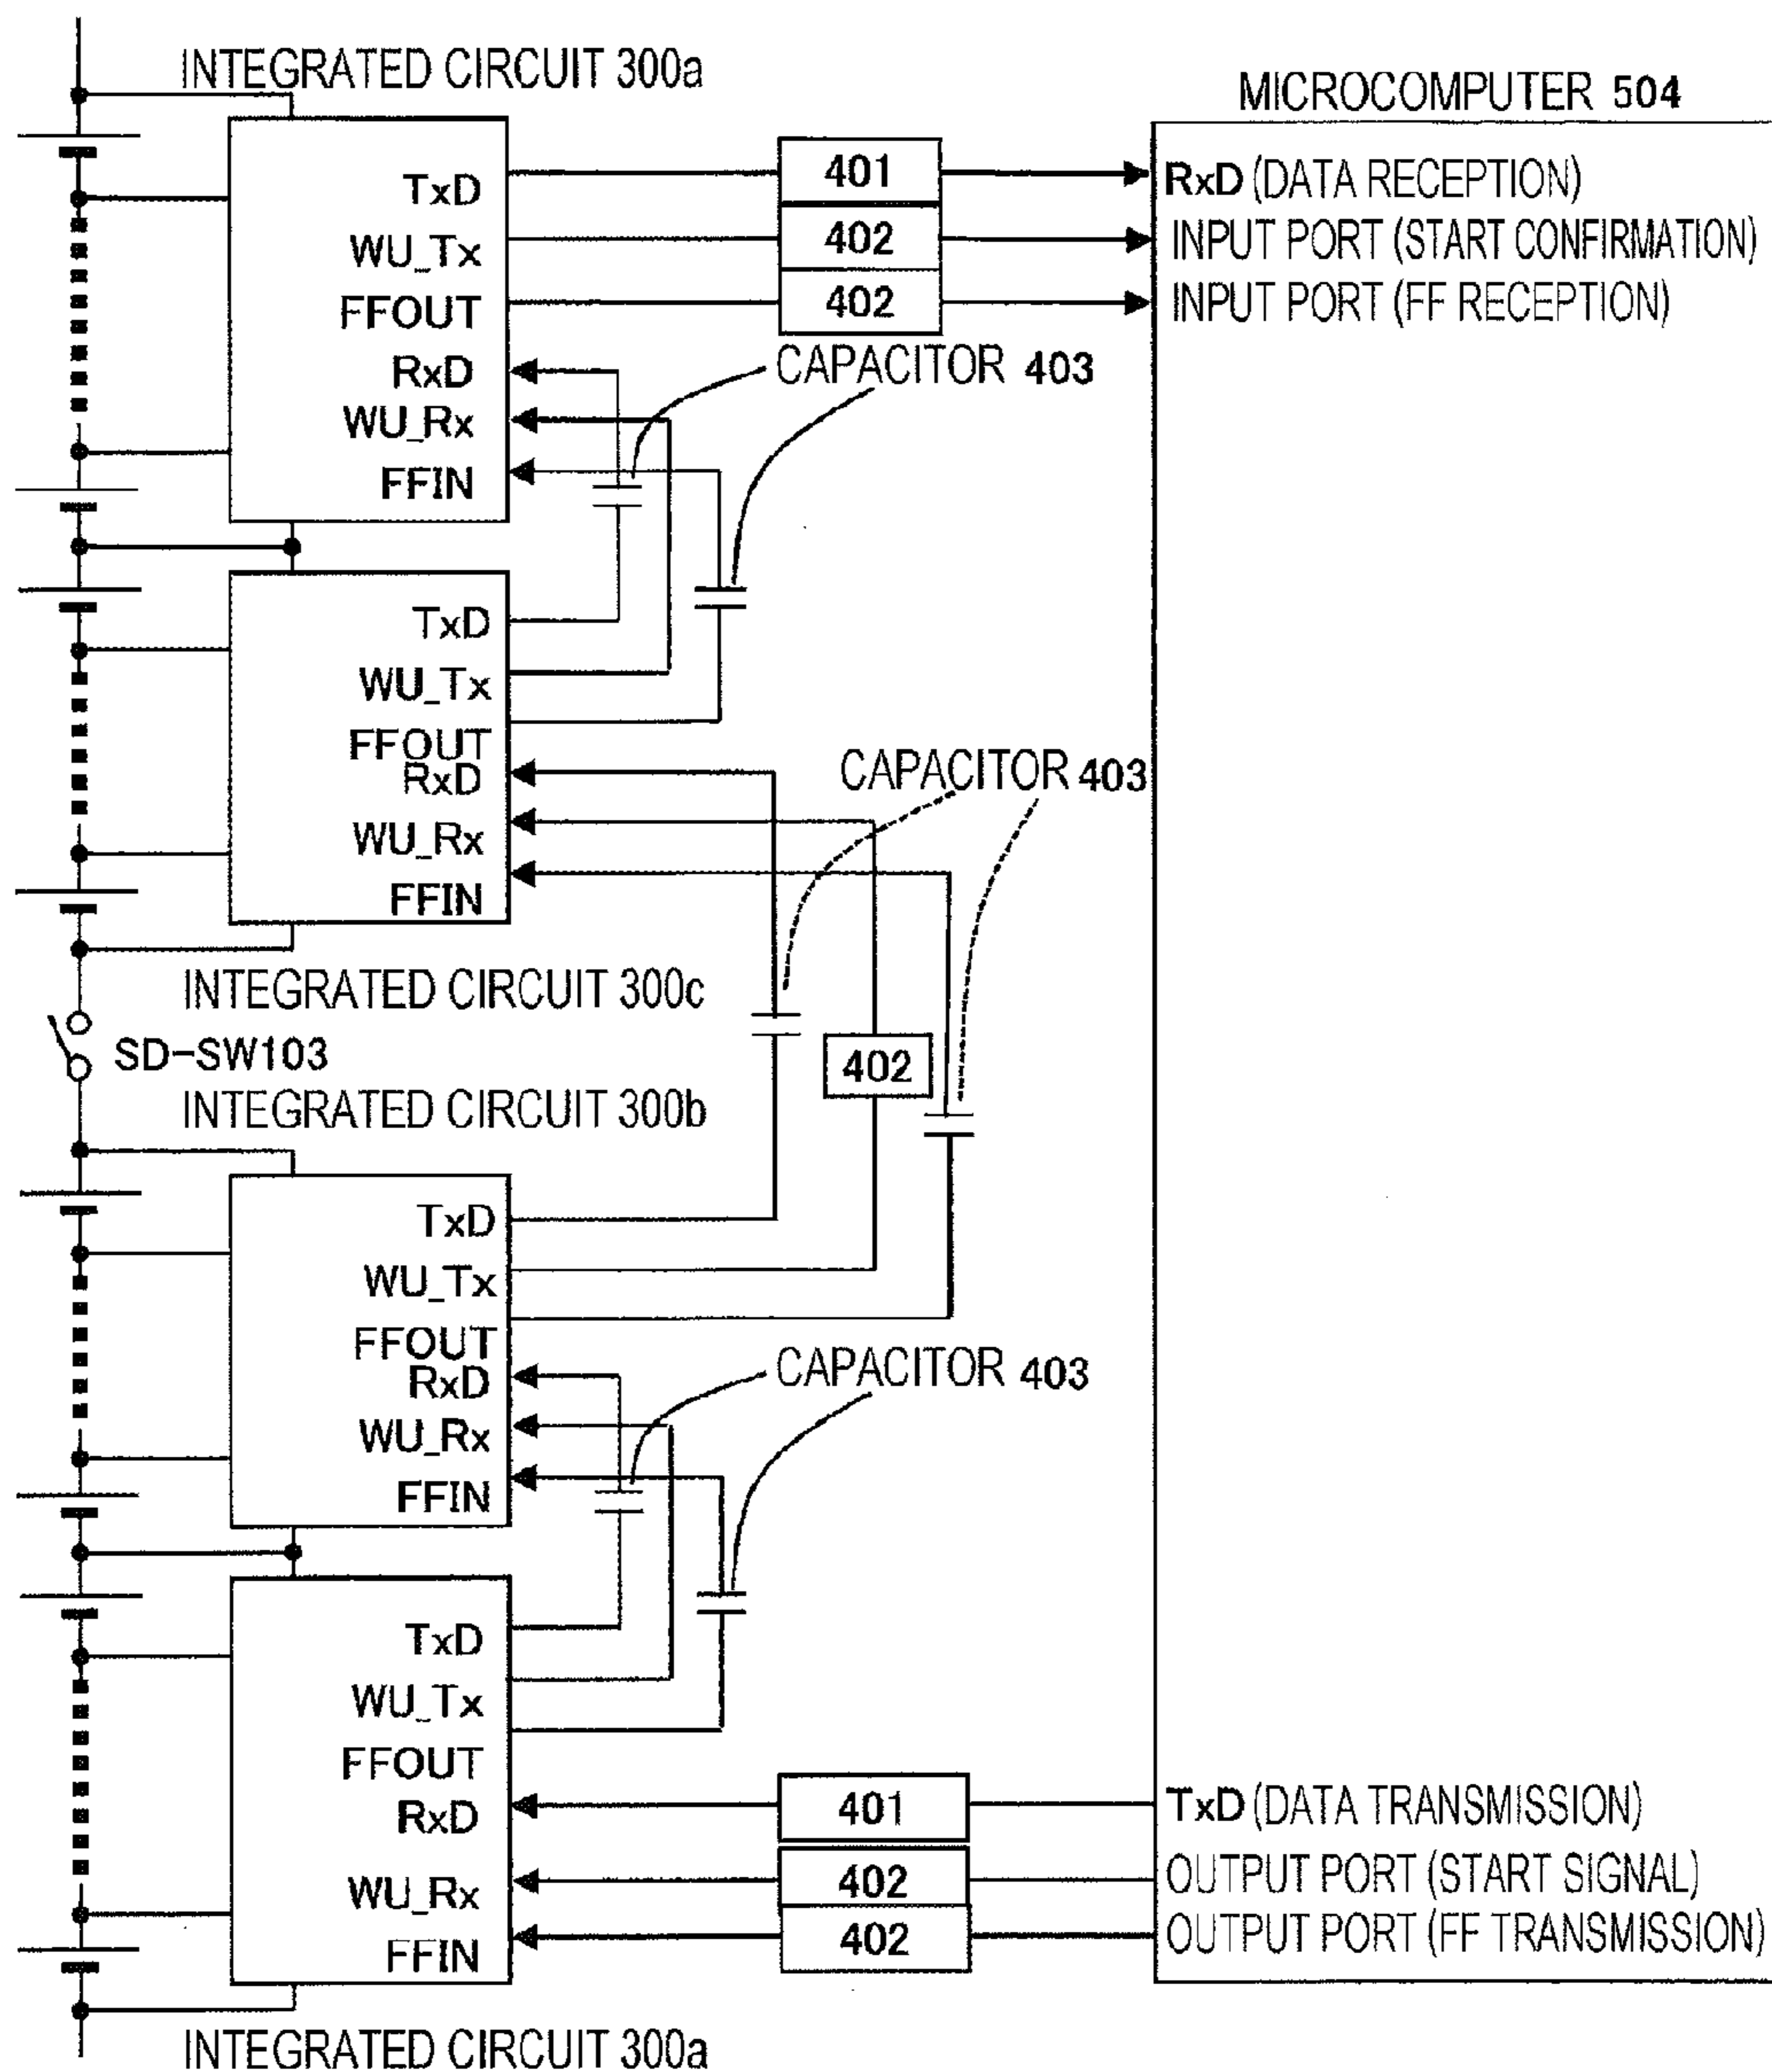 INTEGRATED CIRCUIT 300a
MICROCOMPUTER 504
TxD
401
RxD (DATA RECEPTION)
WU_Tx
402
INPUT PORT (START CONFIRMATION)
FFOUT
402
INPUT PORT (FF RECEPTION)
RxD
CAPACITOR 403
WU_Rx
FFIN
TxD
WU_Tx
FFOUT
RxD
CAPACITOR 403
WU_Rx
FFIN
INTEGRATED CIRCUIT 300c
SD-SW103
402
INTEGRATED CIRCUIT 300b
TxD
WU_Tx
FFOUT
RxD
CAPACITOR 403
WU_Rx
FFIN
TxD
WU_Tx
FFOUT
RxD
401
TxD (DATA TRANSMISSION)
WU_Rx
402
OUTPUT PORT (START SIGNAL)
FFIN
402
OUTPUT PORT (FF TRANSMISSION)
INTEGRATED CIRCUIT 300a